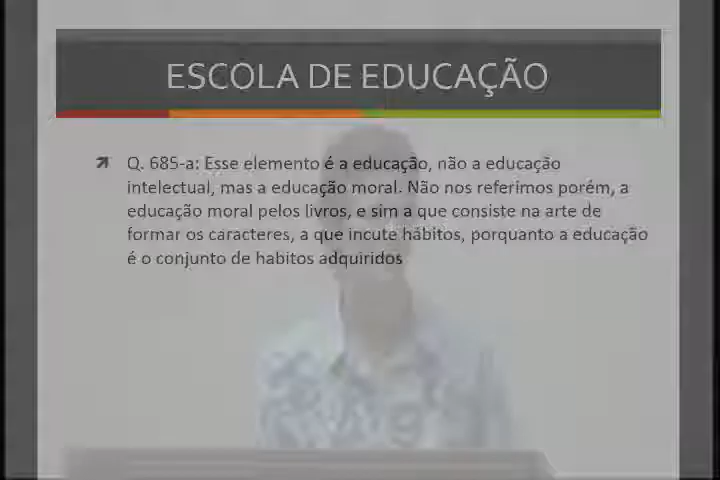 ESCOLA DE EDUCAÇÃO
Q. 685-a: Esse elemento é a educação, não a educação
intelectual, mas a educação moral. Não nos referimos porém, a
educação moral pelos livros, e sim a que consiste na arte de
formar os caracteres, a que incute hábitos, porquanto a educação
é o conjunto de habitos adquiridos